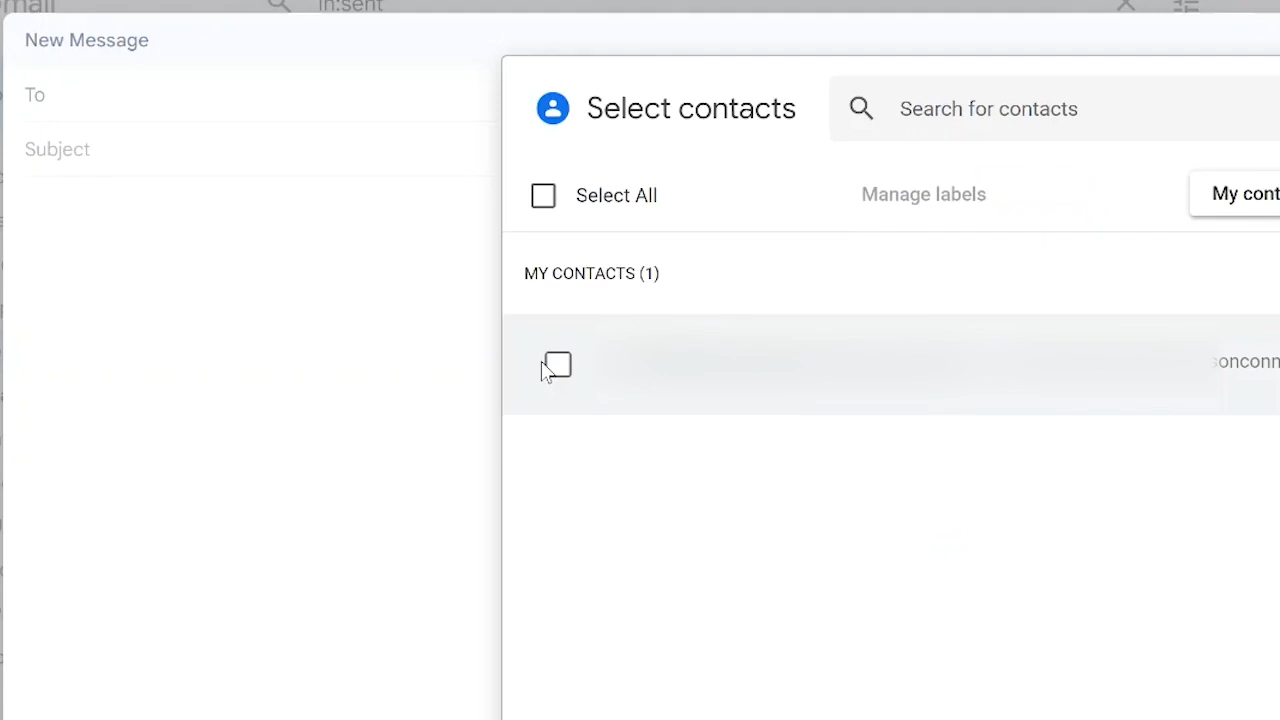 in:sent
New Message
To
Subject
Select contacts
Search for contacts
Select All
Manage labels
My cont
MY CONTACTS (1)
sonconn